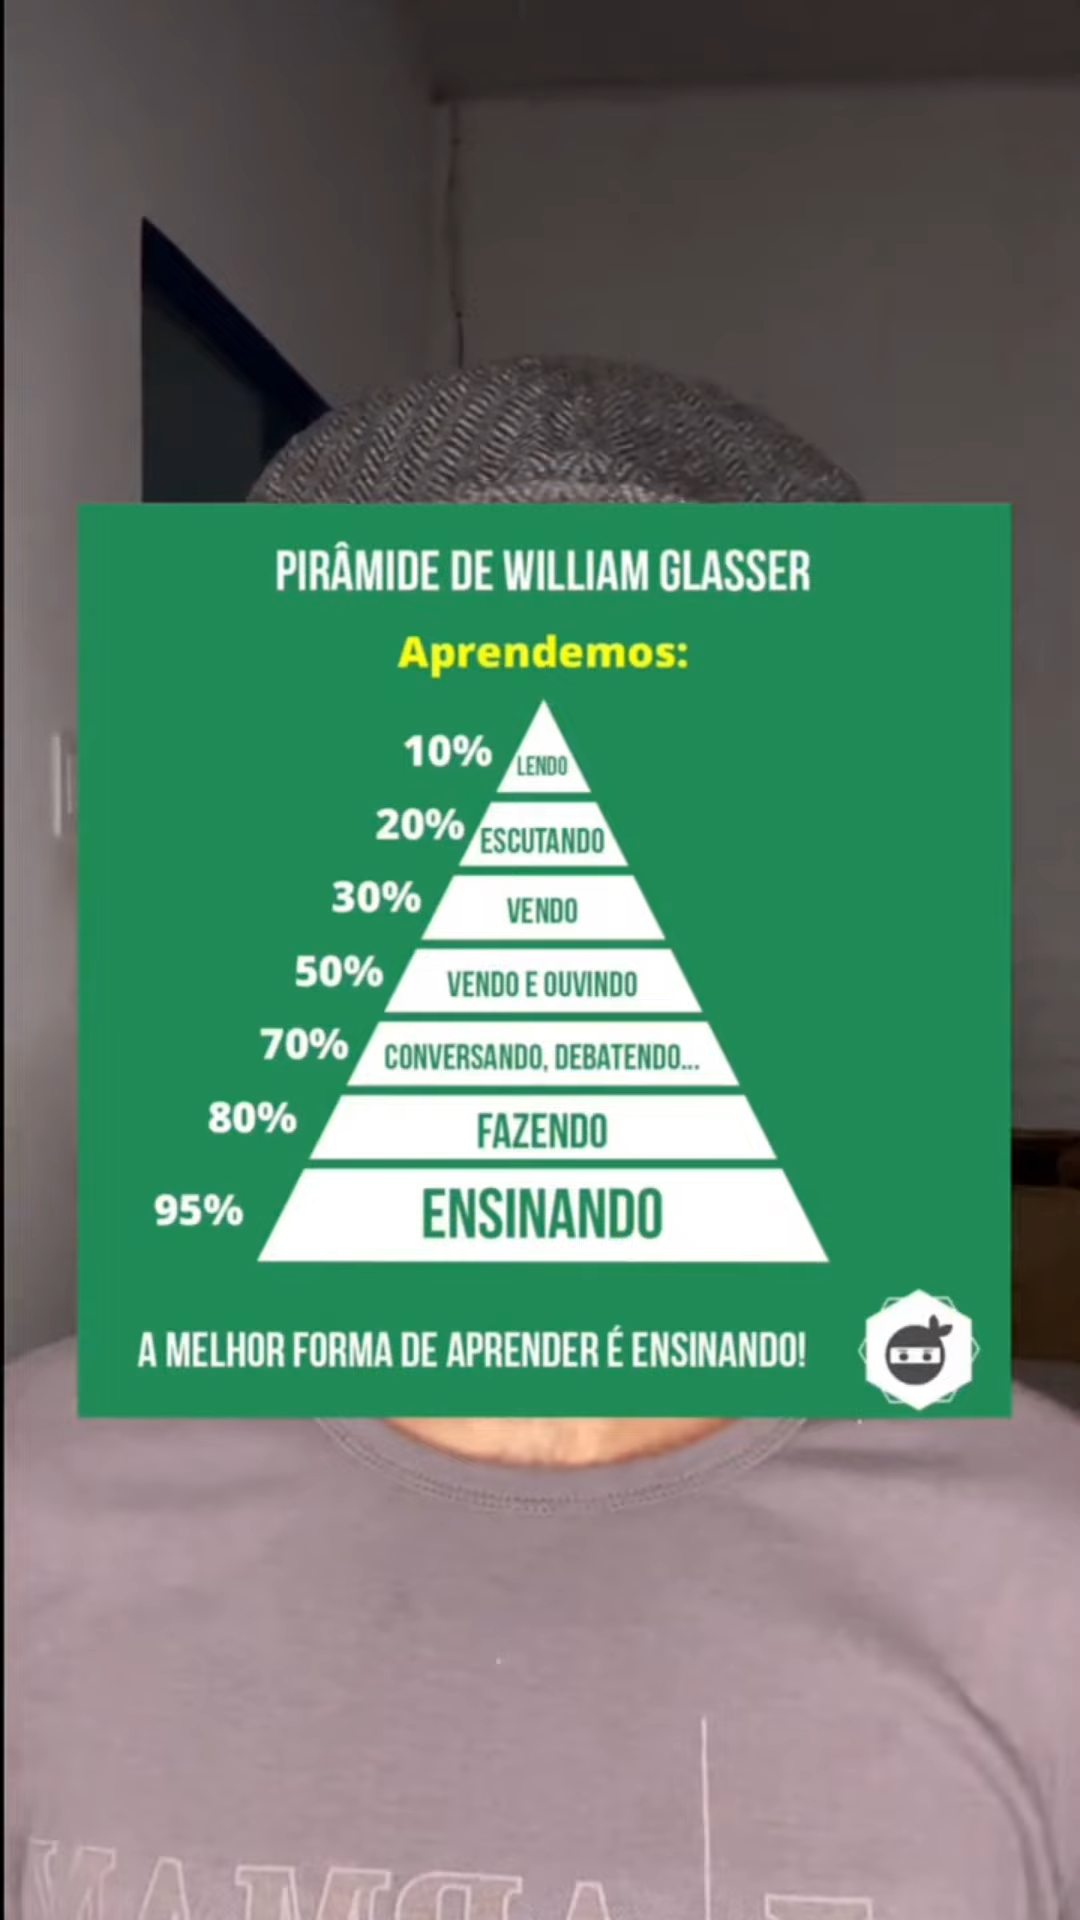 PIRÂMIDE DE WILLIAM GLASSER
Aprendemos:
10% LENDO
20% ESCUTANDO
30% VENDO
50% VENDO E OUVINDO
70% CONVERSANDO, DEBATENDO...
80% FAZENDO
95% ENSINANDO
A MELHOR FORMA DE APRENDER É ENSINANDO!